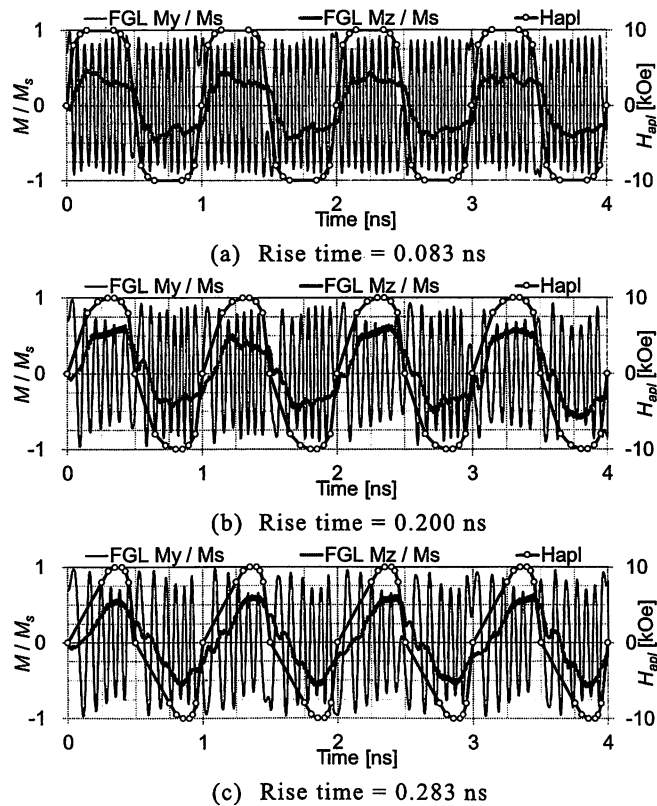 FGL My / Ms FGL Mz / Ms Hapl
1 10
M / Ms 0 0 Hapl [kOe]
-1 -10
0 1 2 3 4
Time [ns]
(a) Rise time = 0.083 ns
FGL My / Ms FGL Mz / Ms Hapl
1 10
M / Ms 0 0 Hapl [kOe]
-1 -10
0 1 2 3 4
Time [ns]
(b) Rise time = 0.200 ns
FGL My / Ms FGL Mz / Ms Hapl
1 10
M / Ms 0 0 Hapl [kOe]
-1 -10
0 1 2 3 4
Time [ns]
(c) Rise time = 0.283 ns